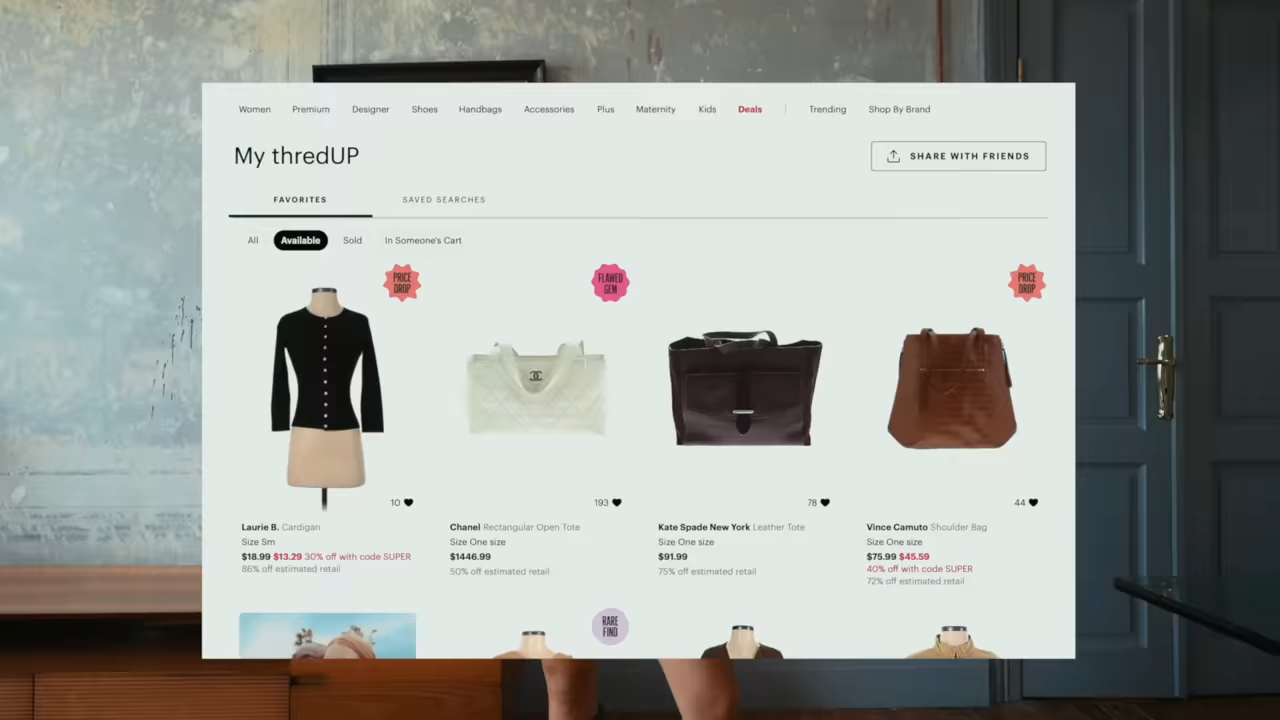 Women Premium Designer Shoes Handbags Accessories Plus Maternity Kids Deals Trending Shop By Brand
My thredUP
SHARE WITH FRIENDS
FAVORITES SAVED SEARCHES
All Available Sold In Someone's Cart
PRICE
DROP
FLAWED
GEM
PRICE
DROP
10
193
78
44
Laurie B. Cardigan
Size Sm
$18.99 $13.29 30% off with code SUPER
86% off estimated retail
Chanel Rectangular Open Tote
Size One size
$1446.99
50% off estimated retail
Kate Spade New York Leather Tote
Size One size
$91.99
75% off estimated retail
Vince Camuto Shoulder Bag
Size One size
$75.99 $45.59
40% off with code SUPER
72% off estimated retail
RARE
FIND